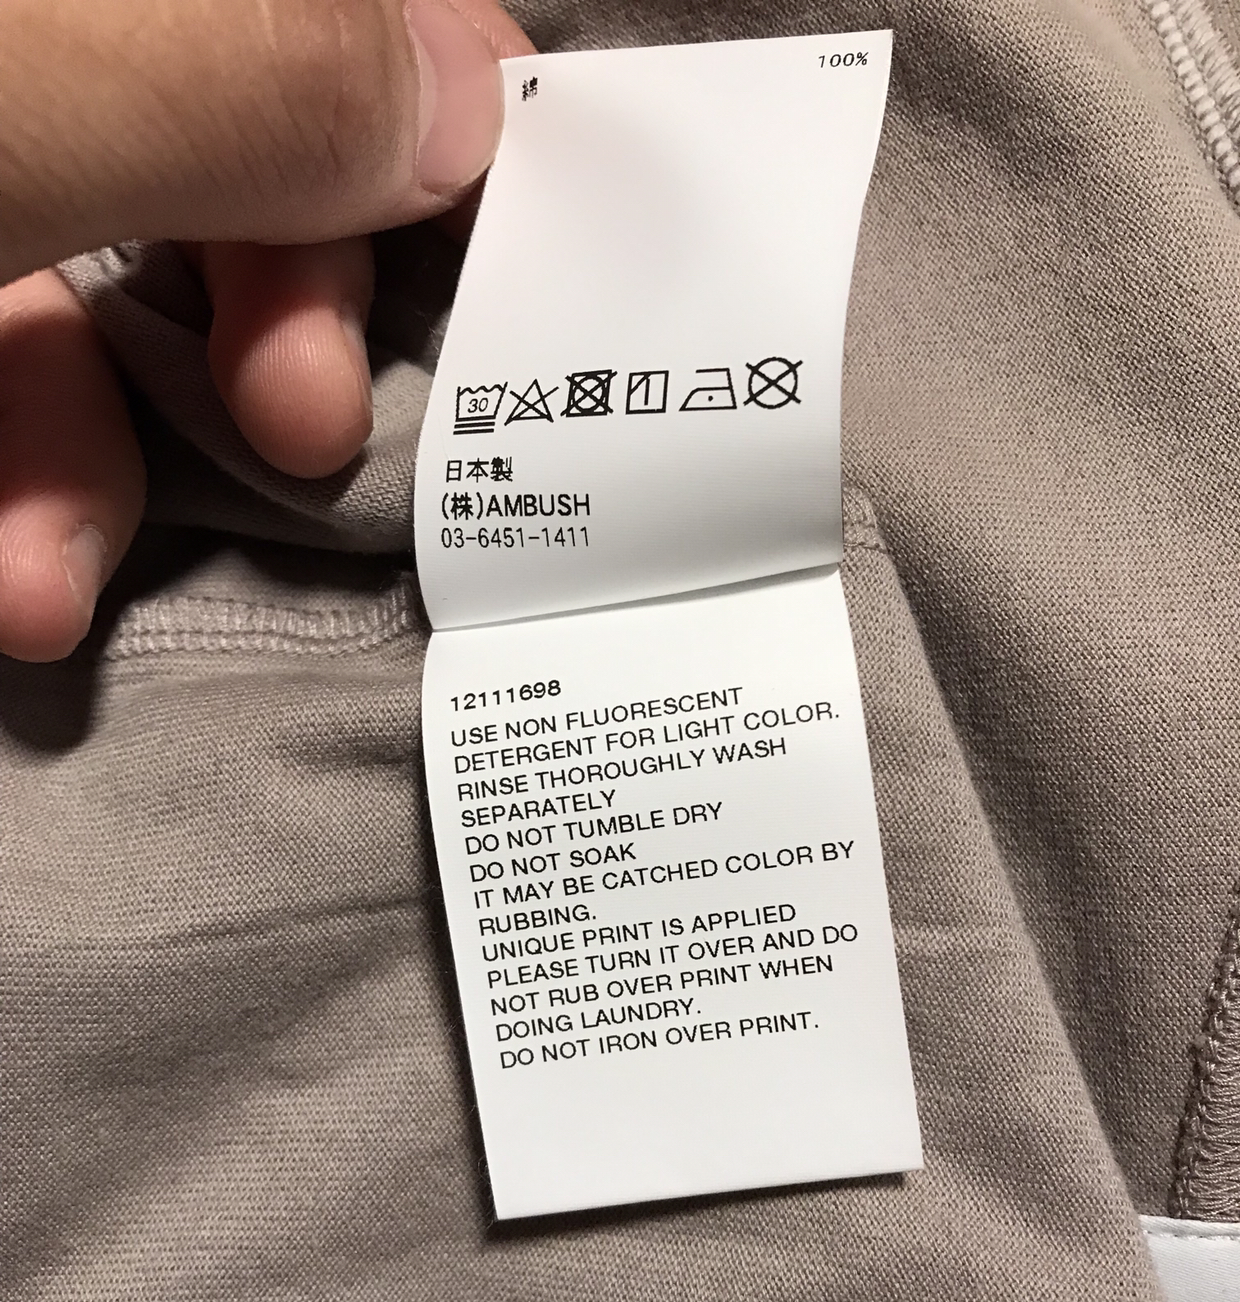 綿 100%
30
日本製
(株)AMBUSH
03-6451-1411
12111698
USE NON FLUORESCENT
DETERGENT FOR LIGHT COLOR.
RINSE THOROUGHLY WASH
SEPARATELY
DO NOT TUMBLE DRY
DO NOT SOAK
IT MAY BE CATCHED COLOR BY
RUBBING.
UNIQUE PRINT IS APPLIED
PLEASE TURN IT OVER AND DO
NOT RUB OVER PRINT WHEN
DOING LAUNDRY.
DO NOT IRON OVER PRINT.